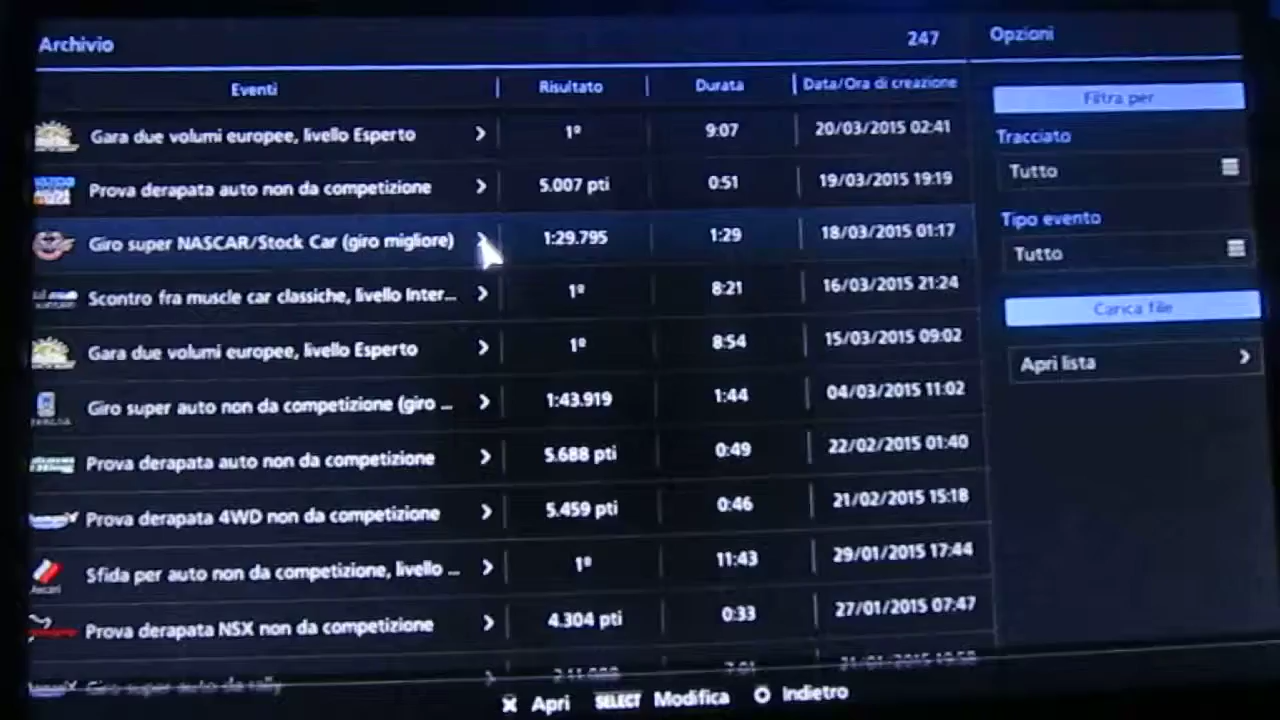 Archivio 247 Opzioni
Eventi Risultato Durata Data/Ora di creazione
Filtra per
Gara due volumi europee, livello Esperto 1º 9:07 20/03/2015 02:41
Tracciato
Tutto
Prova derapata auto non da competizione 5.007 pti 0:51 19/03/2015 19:19
Tipo evento
Giro super NASCAR/Stock Car (giro migliore) 1:29.795 1:29 18/03/2015 01:17
Tutto
Scontro fra muscle car classiche, livello Inter... 1º 8:21 16/03/2015 21:24
Carica file
Gara due volumi europee, livello Esperto 1º 8:54 15/03/2015 09:02
Apri lista
Giro super auto non da competizione (giro ... 1:43.919 1:44 04/03/2015 11:02
Prova derapata auto non da competizione 5.688 pti 0:49 22/02/2015 01:40
Prova derapata 4WD non da competizione 5.459 pti 0:46 21/02/2015 15:18
Sfida per auto non da competizione, livello ... 1º 11:43 29/01/2015 17:44
Prova derapata NSX non da competizione 4.304 pti 0:33 27/01/2015 07:47
Giro super auto da rally
X Apri SELECT Modifica O Indietro